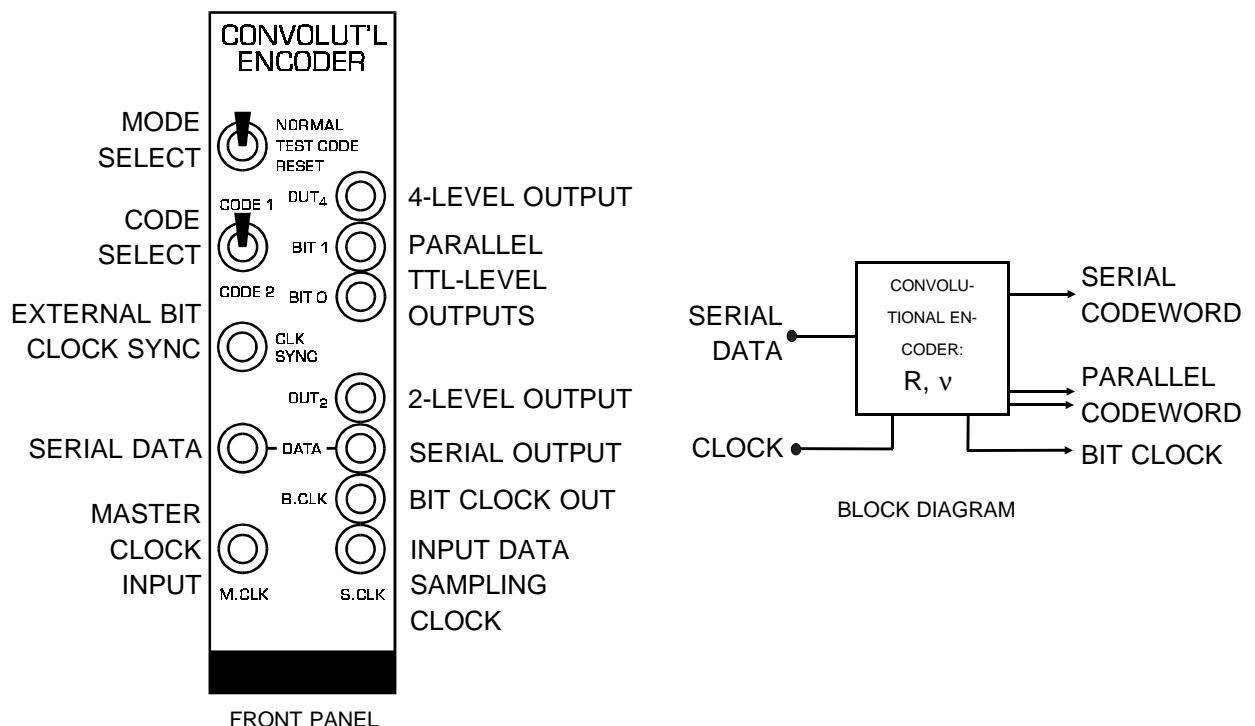 CONVOLUT'L
ENCODER
MODE
SELECT
NORMAL
TEST CODE
RESET
CODE 1
CODE
SELECT
CODE 2
OUT4
4-LEVEL OUTPUT
BIT 1
BIT 0
PARALLEL
TTL-LEVEL
OUTPUTS
EXTERNAL BIT
CLOCK SYNC
CLK
SYNC
OUT2
2-LEVEL OUTPUT
SERIAL DATA
DATA
SERIAL OUTPUT
B.CLK
BIT CLOCK OUT
MASTER
CLOCK
INPUT
M.CLK
S.CLK
INPUT DATA
SAMPLING
CLOCK
FRONT PANEL
SERIAL
DATA
CLOCK
CONVOLU-
TIONAL EN-
CODER:
R, ν
SERIAL
CODEWORD
PARALLEL
CODEWORD
BIT CLOCK
BLOCK DIAGRAM